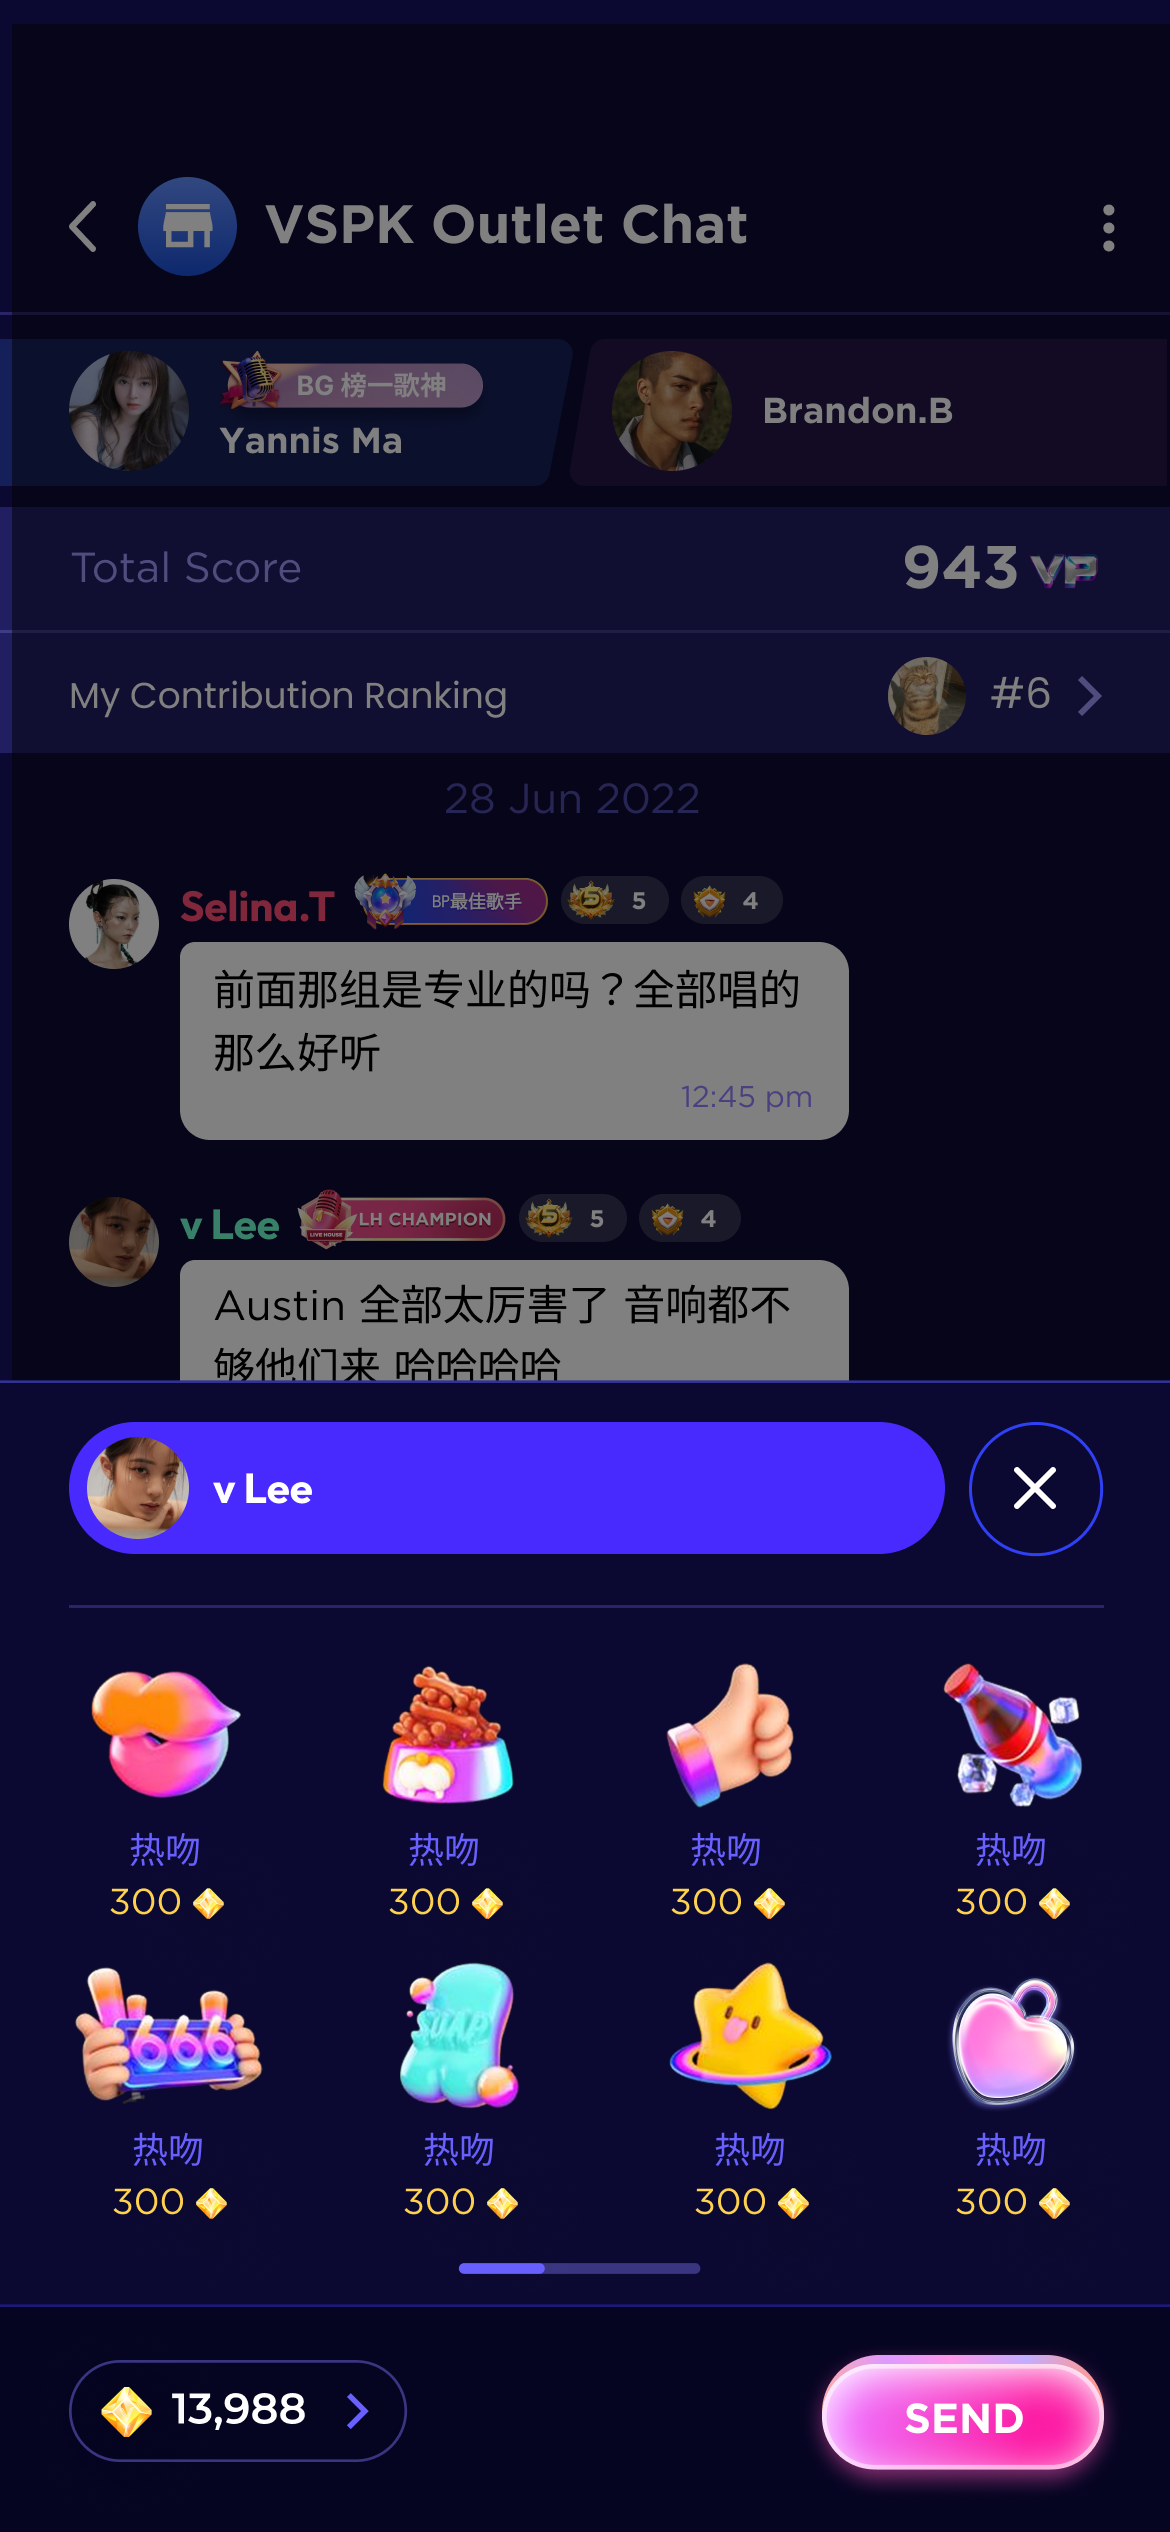 VSPK Outlet Chat
BG 榜一歌神
Yannis Ma
Brandon.B
Total Score
943 VP
My Contribution Ranking
#6
28 Jun 2022
Selina.T
BP最佳歌手
5
4
前面那组是专业的吗？全部唱的
那么好听
12:45 pm
v Lee
LIVE HOUSE
LH CHAMPION
5
4
Austin 全部太厉害了 音响都不
够他们来 哈哈哈哈
v Lee
热吻
300
热吻
300
热吻
300
热吻
300
666
SOAP
热吻
300
热吻
300
热吻
300
热吻
300
13,988
SEND